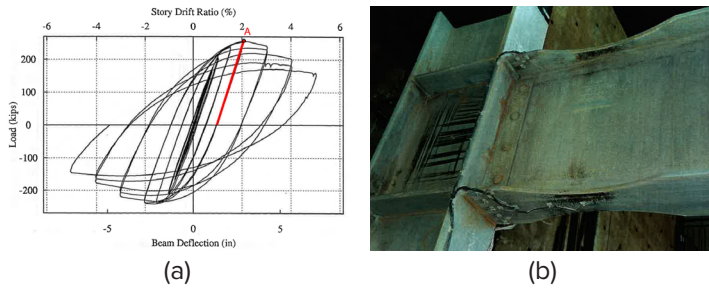 Story Drift Ratio (%)
-6 -4 -2 0 2 4 6
A
200
100
0
-100
-200
Load (kips)
-5 0 5
Beam Deflection (in)
(a) (b)